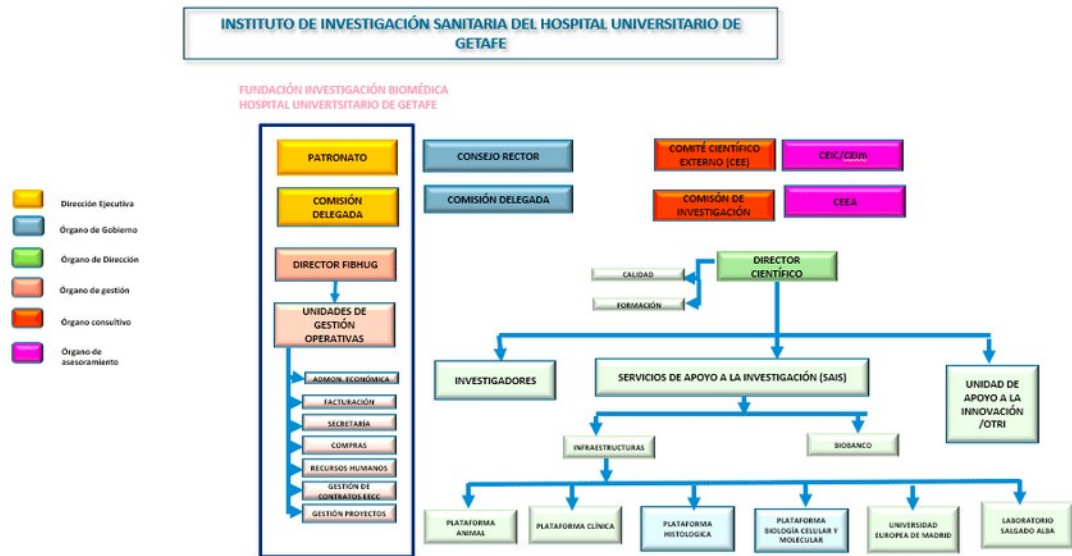 INSTITUTO DE INVESTIGACIÓN SANITARIA DEL HOSPITAL UNIVERSITARIO DE
GETAFE
FUNDACIÓN INVESTIGACIÓN BIOMÉDICA
HOSPITAL UNIVERTSITARIO DE GETAFE
Dirección Ejecutiva
Órgano de Gobierno
Órgano de Dirección
Órgano de gestión
Órgano consultivo
Órgano de
asesoramiento
PATRONATO
COMISIÓN
DELEGADA
DIRECTOR FIBHUG
UNIDADES DE
GESTIÓN
OPERATIVAS
ADMON. ECONÓMICA
FACTURACIÓN
SECRETARÍA
COMPRAS
RECURSOS HUMANOS
GESTIÓN DE
CONTRATOS EECC
GESTIÓN PROYECTOS
CONSEJO RECTOR
COMISIÓN DELEGADA
COMITÉ CIENTÍFICO
EXTERNO (CEE)
CEIC/CEIm
COMISÓN DE
INVESTIGACIÓN
CEEA
DIRECTOR
CIENTÍFICO
CALIDAD
FORMACIÓN
INVESTIGADORES
SERVICIOS DE APOYO A LA INVESTIGACIÓN (SAIS)
UNIDAD DE
APOYO A LA
INNOVACIÓN
/OTRI
INFRAESTRUCTURAS
BIOBANCO
PLATAFORMA
ANIMAL
PLATAFORMA CLÍNICA
PLATAFORMA
HISTOLOGICA
PLATAFORMA
BIOLOGÍA CELULAR Y
MOLECULAR
UNIVERSIDAD
EUROPEA DE MADRID
LABORATORIO
SALGADO ALBA